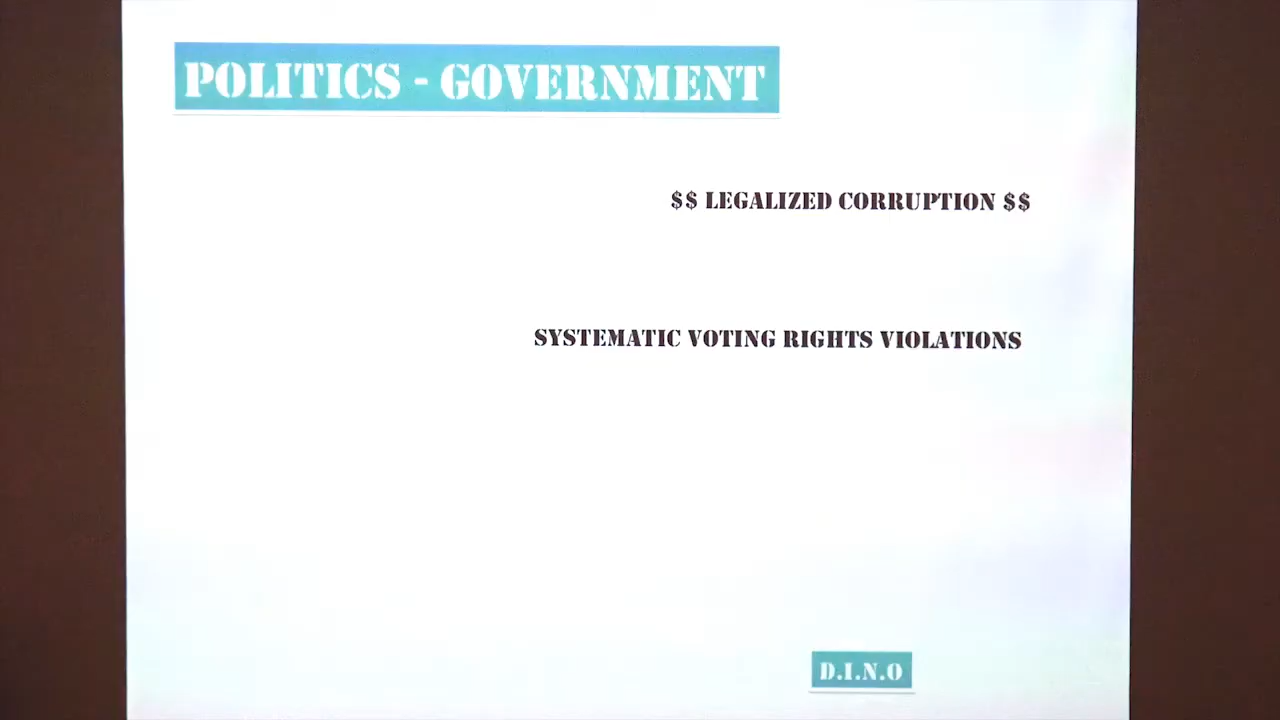 POLITICS - GOVERNMENT
$$ LEGALIZED CORRUPTION $$
SYSTEMATIC VOTING RIGHTS VIOLATIONS
D.I.N.O